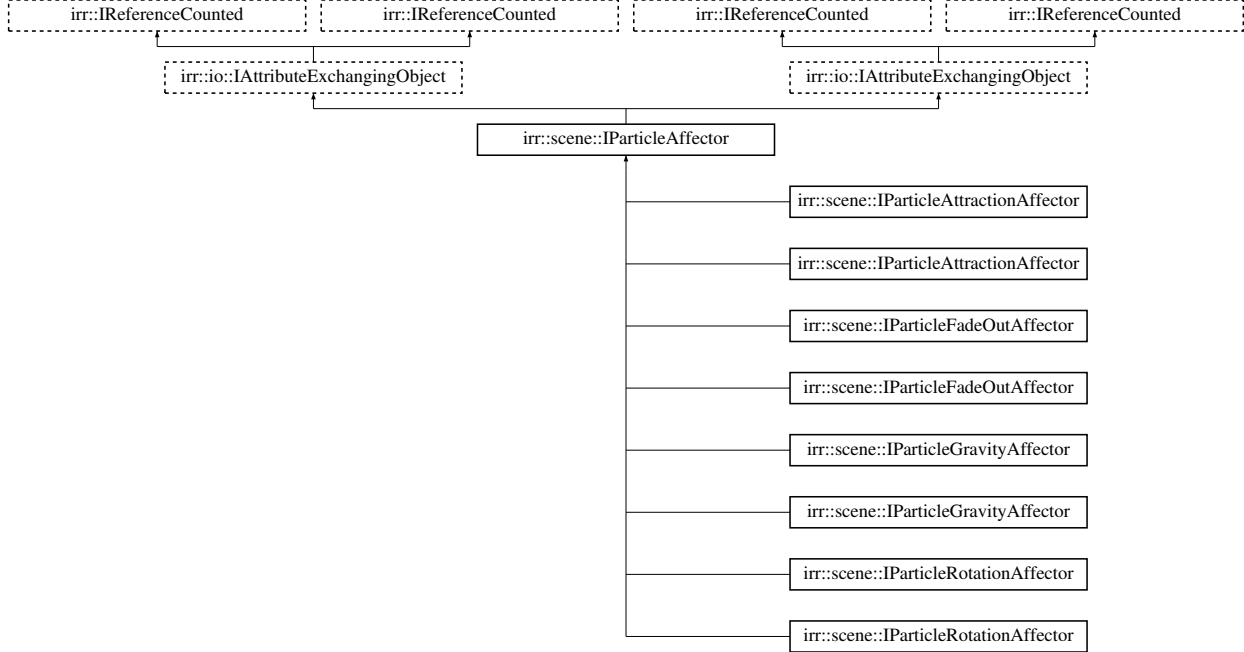 irr::IReferenceCounted
irr::IReferenceCounted
irr::IReferenceCounted
irr::IReferenceCounted
irr::io::IAttributeExchangingObject
irr::io::IAttributeExchangingObject
irr::scene::IParticleAffector
irr::scene::IParticleAttractionAffector
irr::scene::IParticleAttractionAffector
irr::scene::IParticleFadeOutAffector
irr::scene::IParticleFadeOutAffector
irr::scene::IParticleGravityAffector
irr::scene::IParticleGravityAffector
irr::scene::IParticleRotationAffector
irr::scene::IParticleRotationAffector